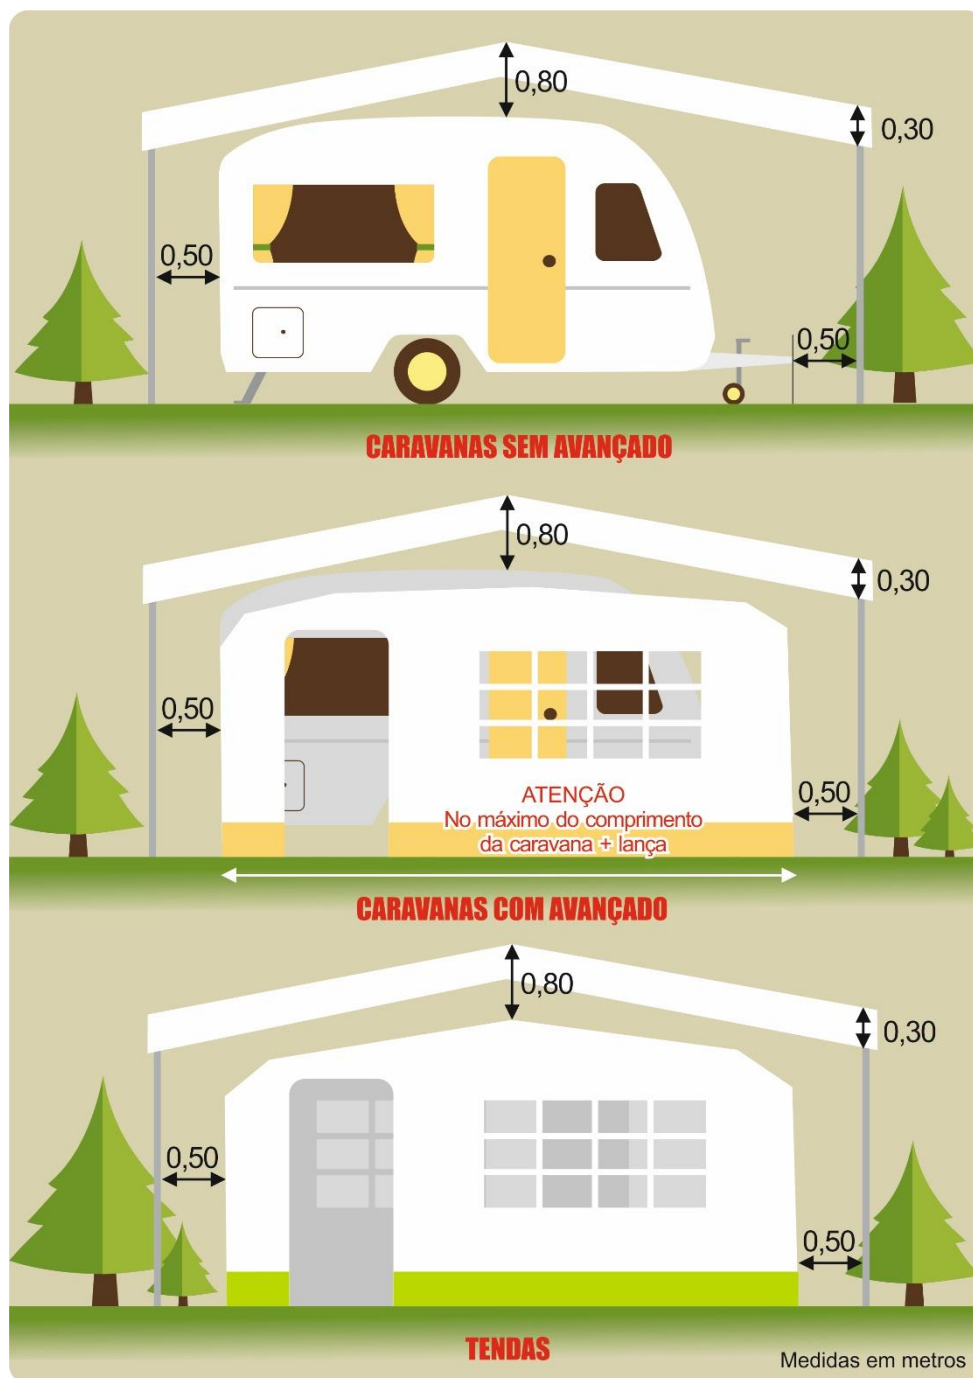 0,80
0,30
0,50
0,50
CARAVANAS SEM AVANÇADO
0,80
0,30
0,50
0,50
ATENÇÃO
No máximo do comprimento
da caravana + lança
CARAVANAS COM AVANÇADO
0,80
0,30
0,50
0,50
TENDAS
Medidas em metros